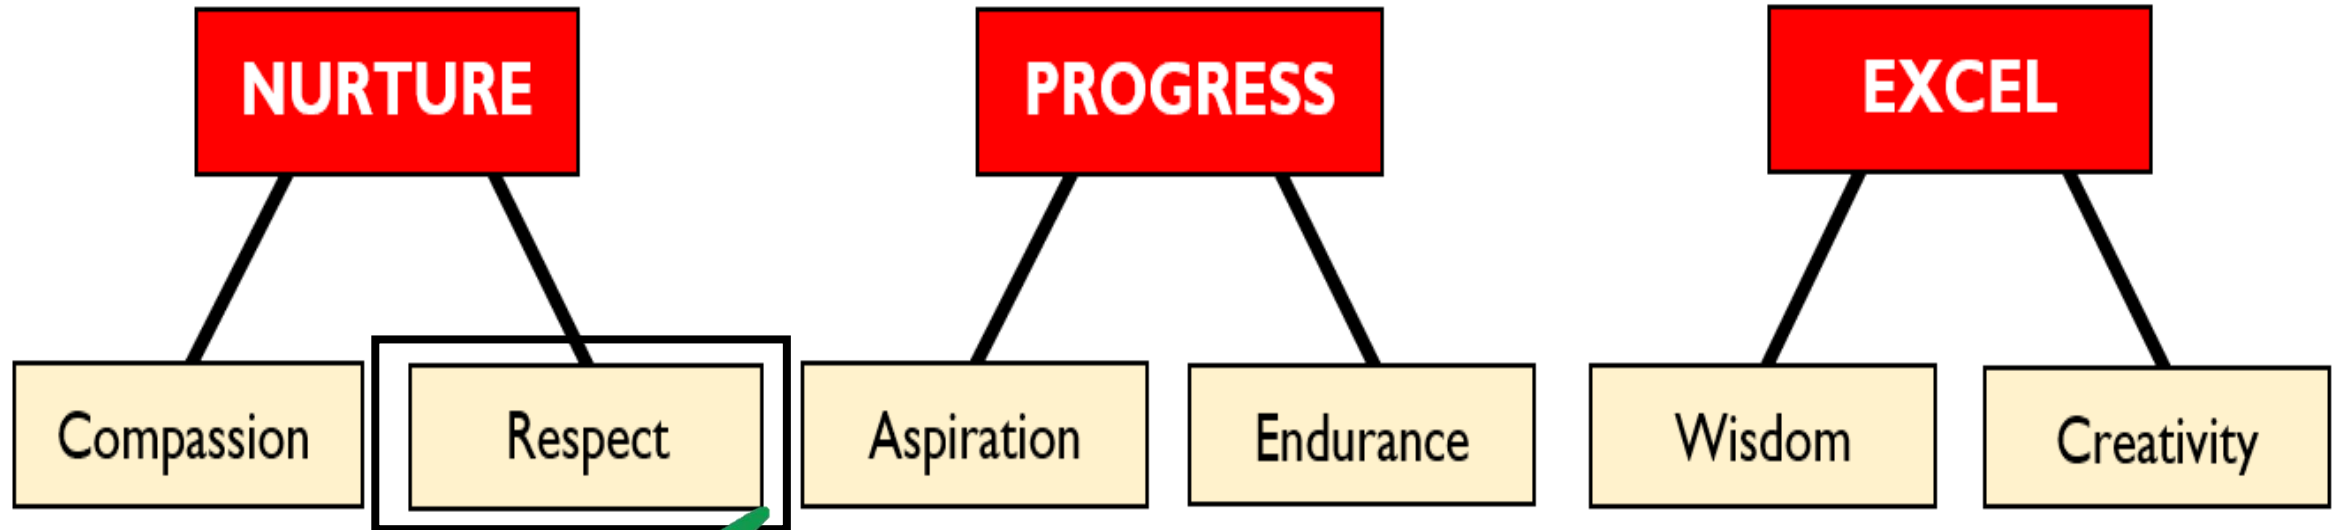 NURTURE
PROGRESS
EXCEL
Compassion
Respect
Aspiration
Endurance
Wisdom
Creativity